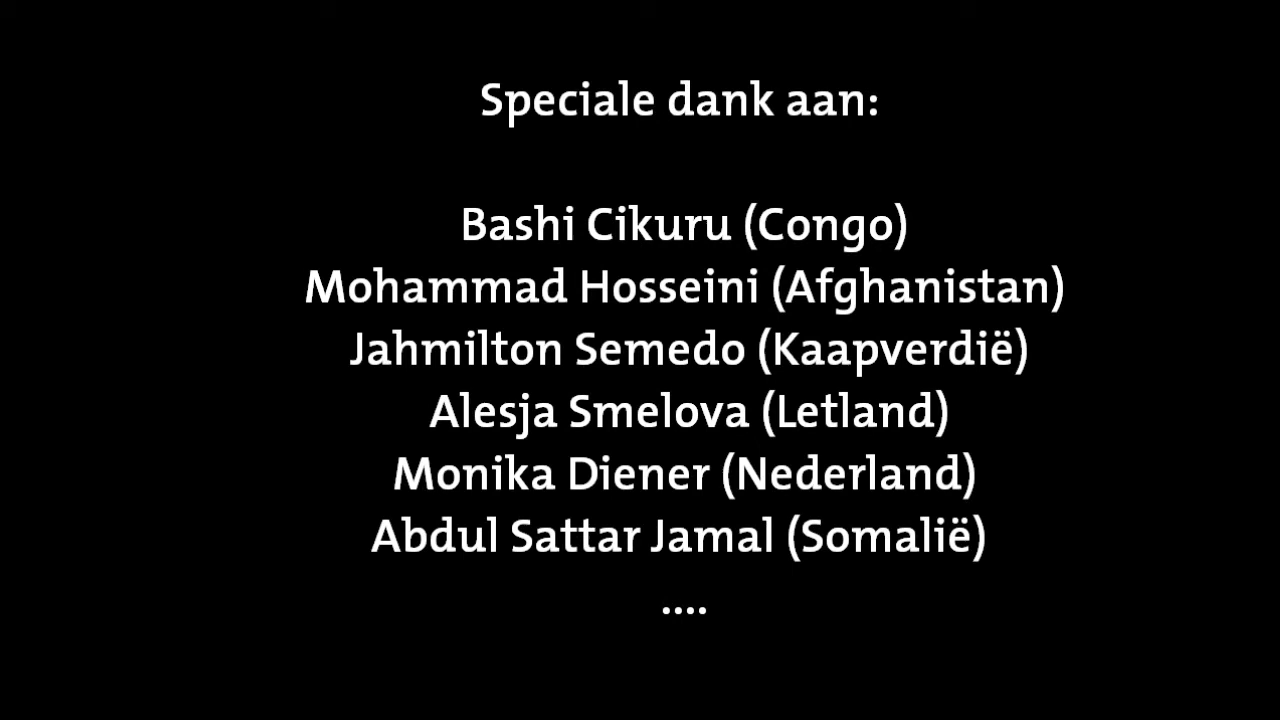 Speciale dank aan:
Bashi Cikuru (Congo)
Mohammad Hosseini (Afghanistan)
Jahmilton Semedo (Kaapverdië)
Alesja Smelova (Letland)
Monika Diener (Nederland)
Abdul Sattar Jamal (Somalië)
....